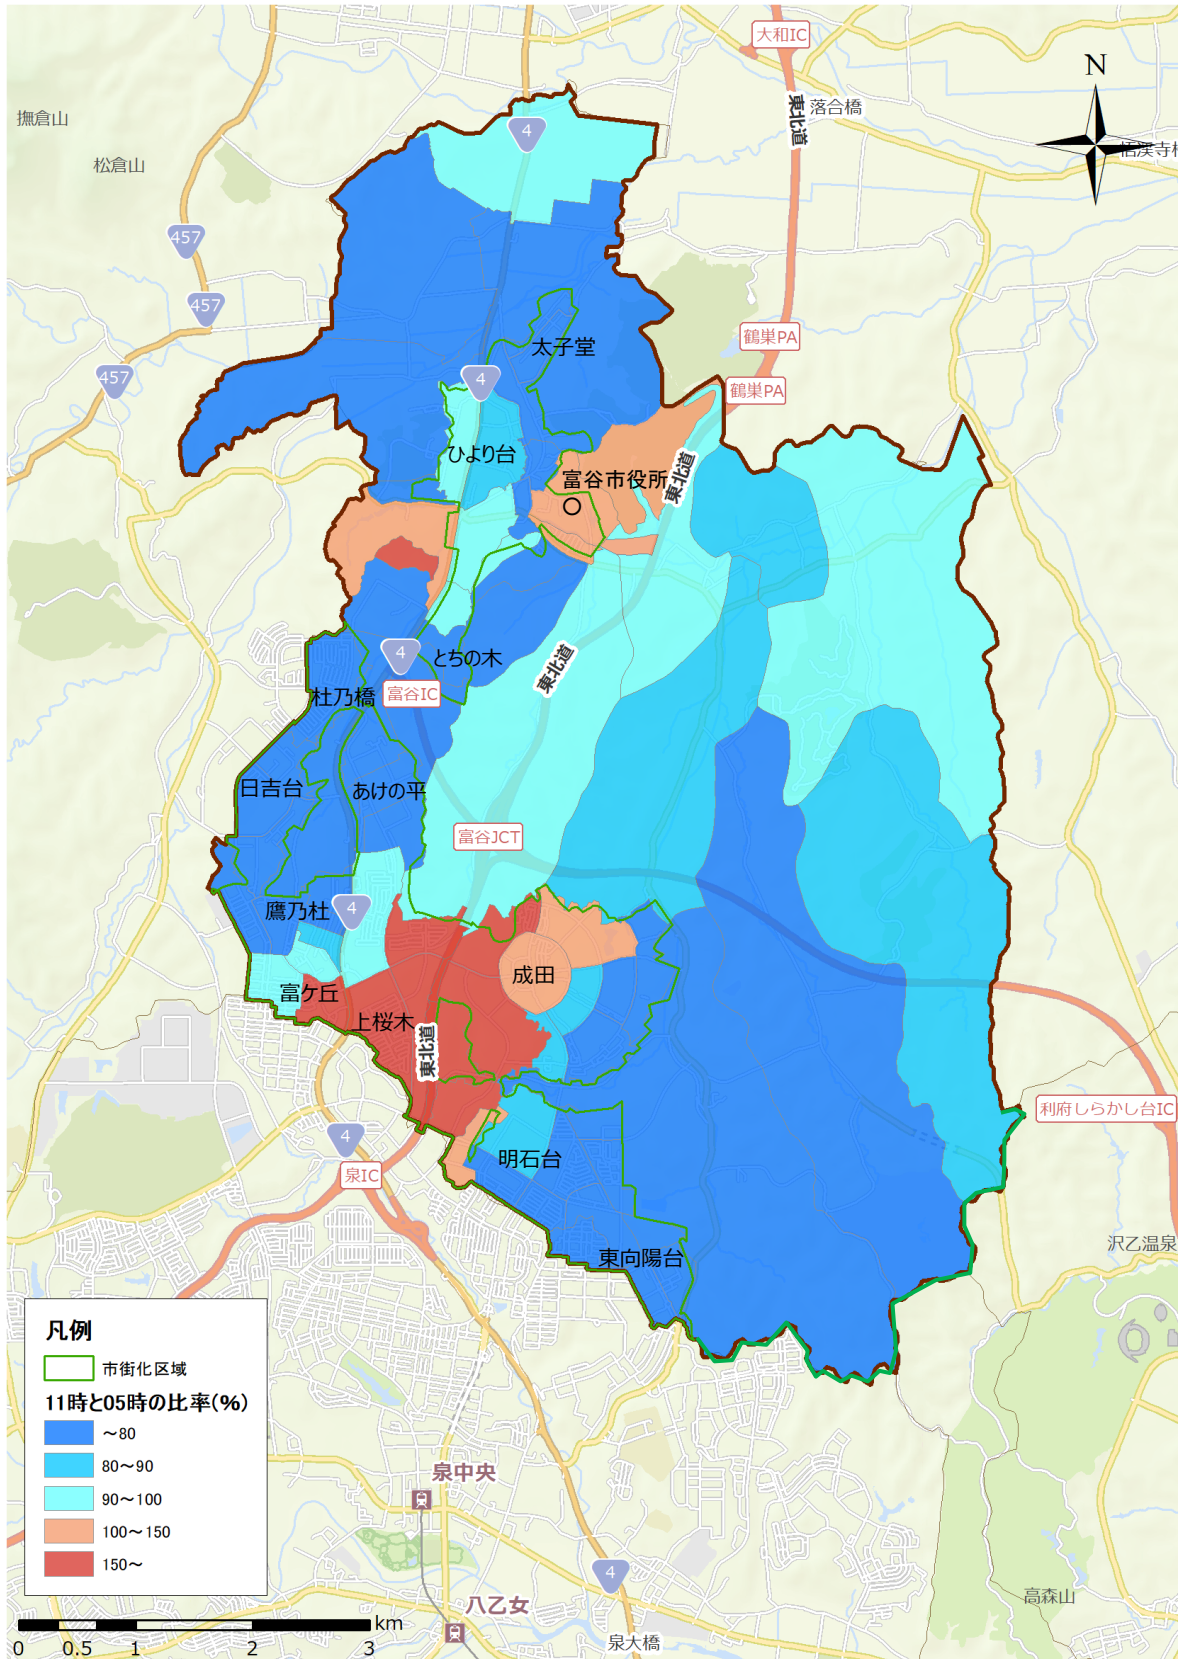 大和IC
N
撫倉山
落合橋
東北道
4
松倉山
457
457
鶴巣PA
太子堂
457
4
鶴巣PA
ひより台
富谷市役所
東北道
4
とちの木
東北道
杜乃橋
富谷IC
日吉台
あけの平
富谷JCT
鷹乃杜
4
成田
富ケ丘
上桜木
東北道
利府しらかし台IC
4
明石台
泉IC
東向陽台
沢乙温泉
凡例
市街化区域
11時と05時の比率(%)
～80
80～90
90～100
100～150
150～
泉中央
4
高森山
八乙女
泉大橋
km
0 0.5 1 2 3